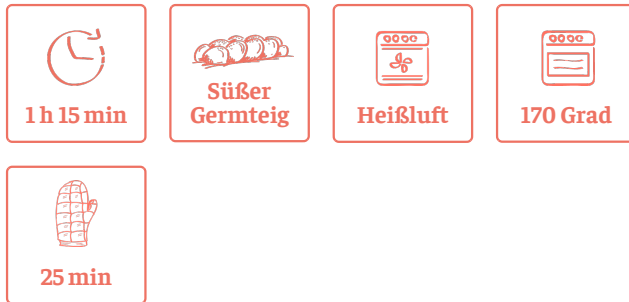 1 h 15 min
Süßer
Germteig
Heißluft
170 Grad
25 min